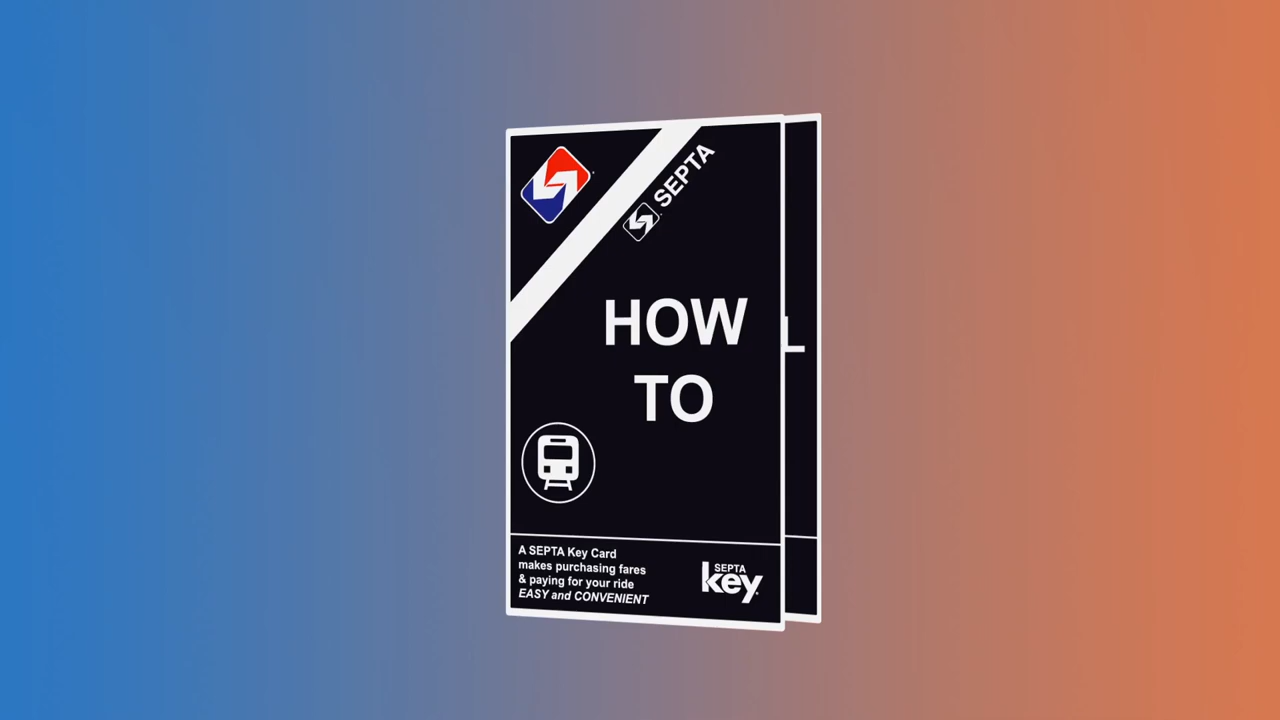 SEPTA
HOW
TO
L
A SEPTA Key Card
makes purchasing fares
& paying for your ride
EASY and CONVENIENT
SEPTA
key